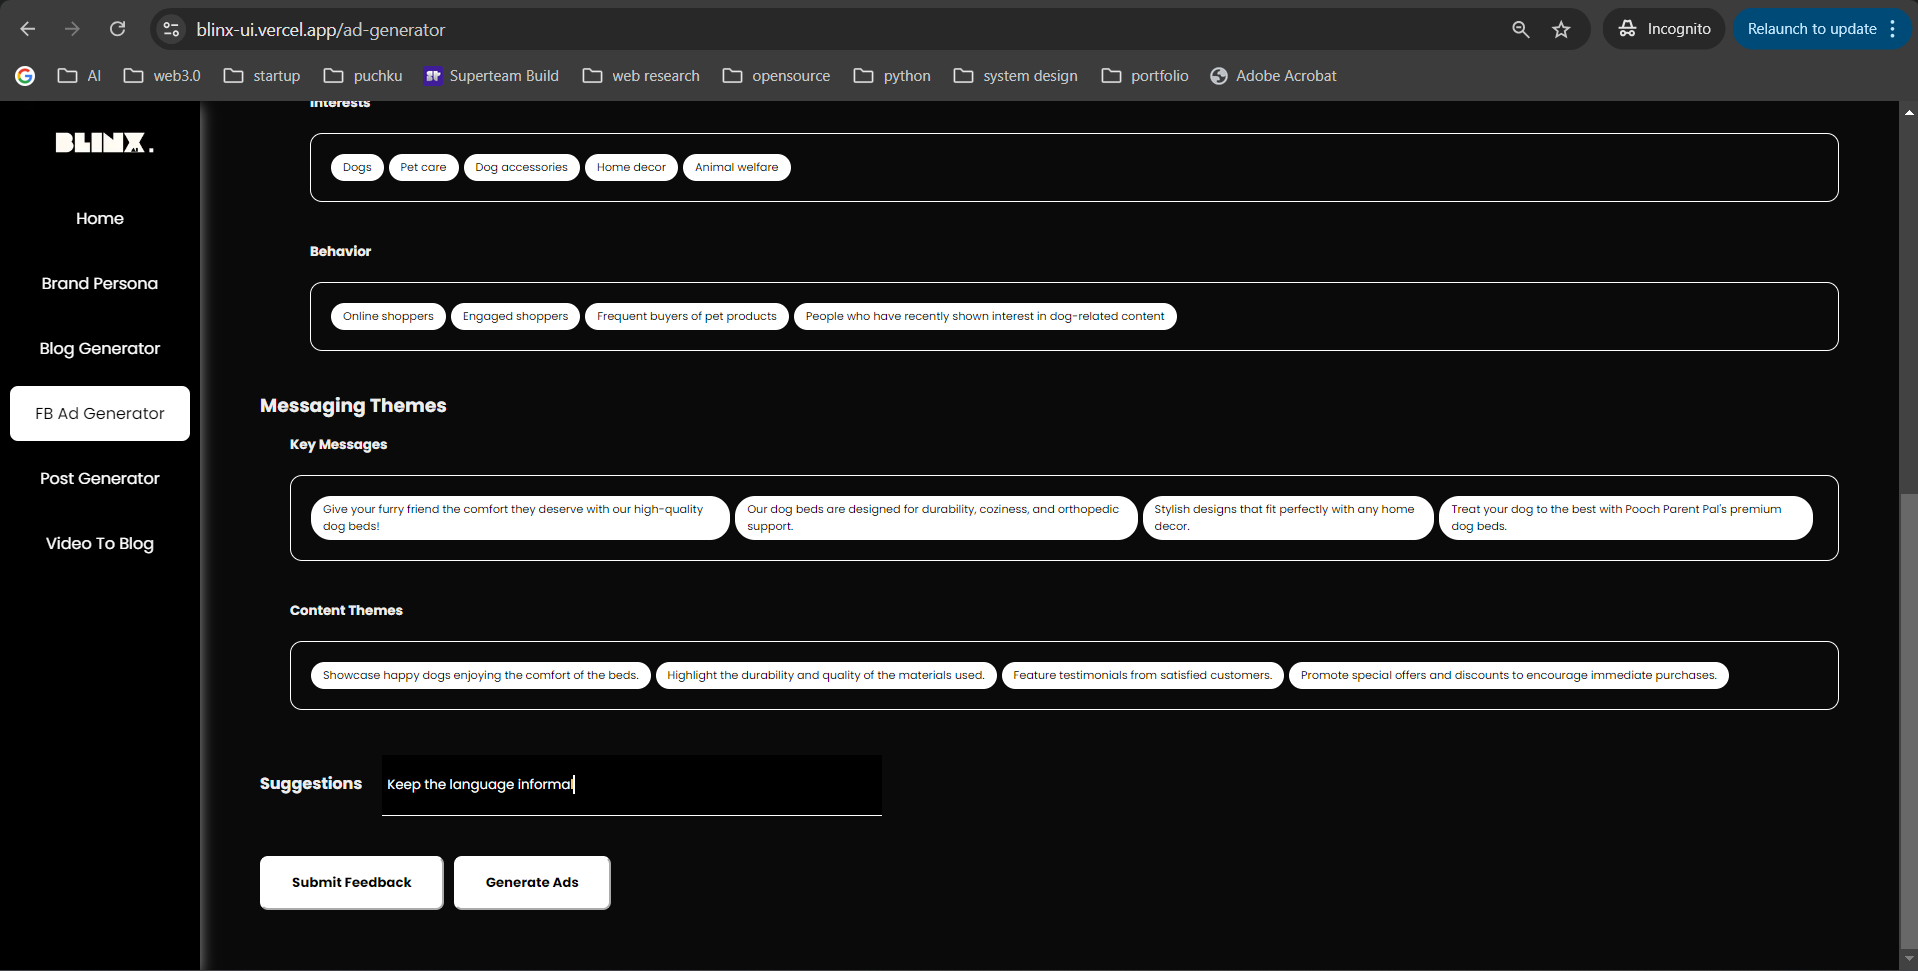 blinx-ui.vercel.app/ad-generator
Incognito
Relaunch to update
AI
web3.0
startup
puchku
Superteam Build
web research
opensource
python
system design
portfolio
Adobe Acrobat
BLINX.
AI
Home
Brand Persona
Blog Generator
FB Ad Generator
Post Generator
Video To Blog
Interests
Dogs
Pet care
Dog accessories
Home decor
Animal welfare
Behavior
Online shoppers
Engaged shoppers
Frequent buyers of pet products
People who have recently shown interest in dog-related content
Messaging Themes
Key Messages
Give your furry friend the comfort they deserve with our high-quality
dog beds!
Our dog beds are designed for durability, coziness, and orthopedic
support.
Stylish designs that fit perfectly with any home
decor.
Treat your dog to the best with Pooch Parent Pal's premium
dog beds.
Content Themes
Showcase happy dogs enjoying the comfort of the beds.
Highlight the durability and quality of the materials used.
Feature testimonials from satisfied customers.
Promote special offers and discounts to encourage immediate purchases.
Suggestions
Keep the language informal
Submit Feedback
Generate Ads